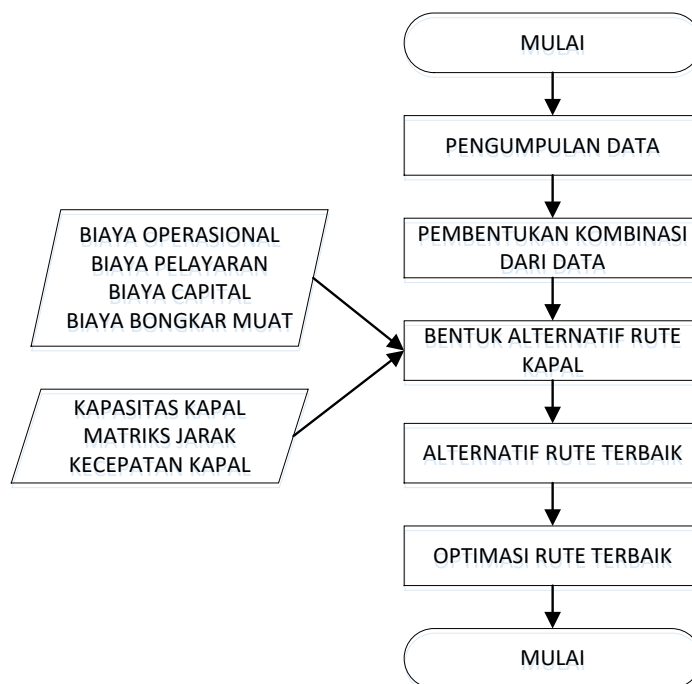 MULAI
PENGUMPULAN DATA
PEMBENTUKAN KOMBINASI
DARI DATA
BIAYA OPERASIONAL
BIAYA PELAYARAN
BIAYA CAPITAL
BIAYA BONGKAR MUAT
BENTUK ALTERNATIF RUTE
KAPAL
KAPASITAS KAPAL
MATRIKS JARAK
KECEPATAN KAPAL
ALTERNATIF RUTE TERBAIK
OPTIMASI RUTE TERBAIK
MULAI